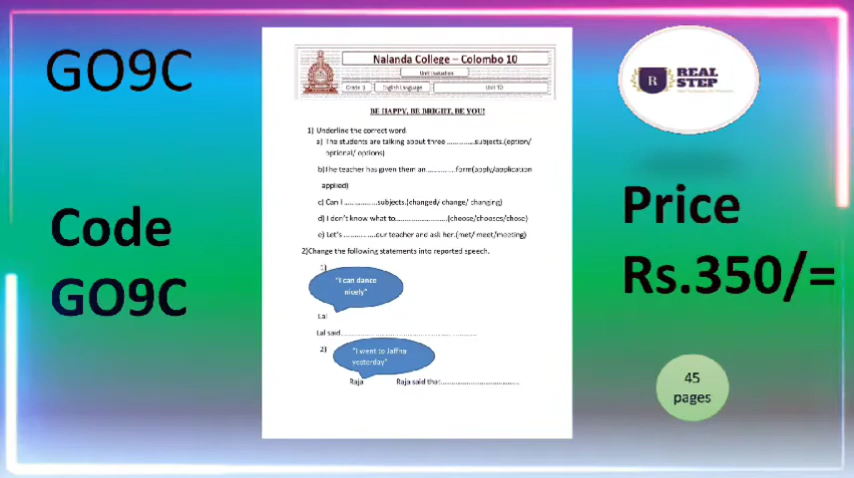 GO9C
Code
GO9C
Nalanda College – Colombo 10
Unit Evaluation
English Language
BE HAPPY, BE BRIGHT, BE YOU!
1) Underline the correct word
a) The students are talking about three ..............subjects.(option/
optional/ options)
b)The teacher has given them an..............form(apply/application
applied)
c) Can I .................subjects.(changed/ change/ changing)
d) I don't know what to........................(choose/chooses/chose)
e) Let's ................our teacher and ask her.(met/ meet/meeting)
2)Change the following statements into reported speech.
1)
"I can dance
nicely"
Lal
Lal said.............................................................
2)
"I went to Jaffna
yesterday"
Raja Raja said that...................................
REAL
STEP
Price
Rs.350/=
45
pages